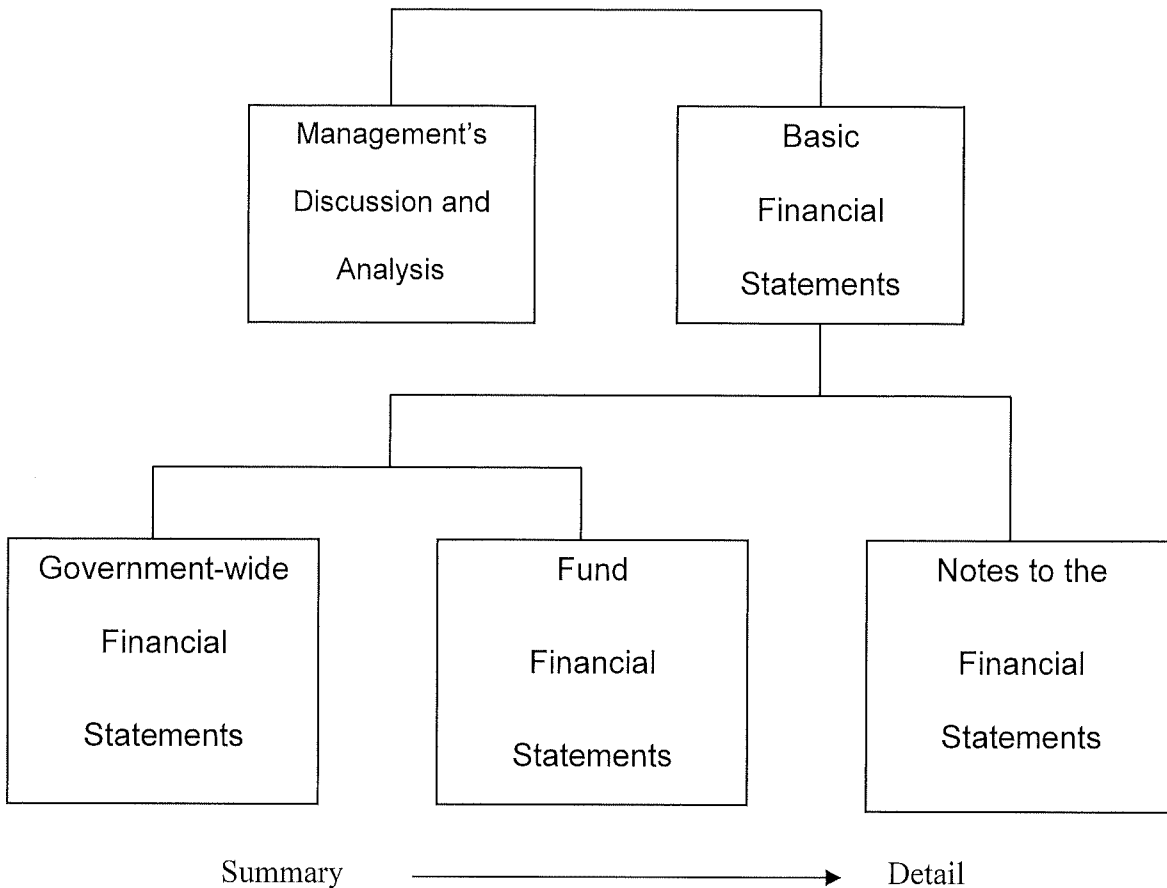 Management's
Discussion and
Analysis
Basic
Financial
Statements
Government-wide
Financial
Statements
Fund
Financial
Statements
Notes to the
Financial
Statements
Summary
Detail